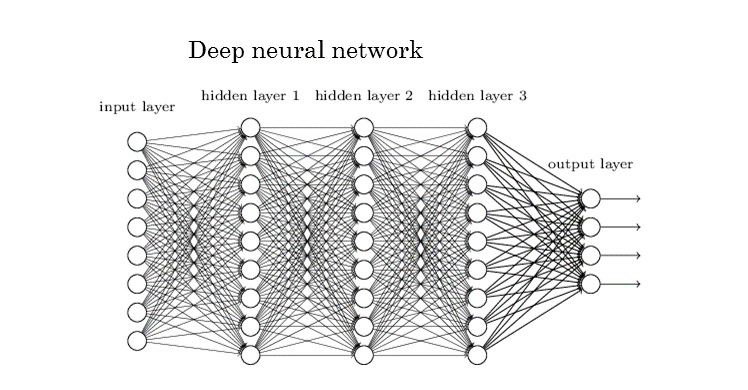 Deep neural network
hidden layer 1 hidden layer 2 hidden layer 3
input layer
output layer